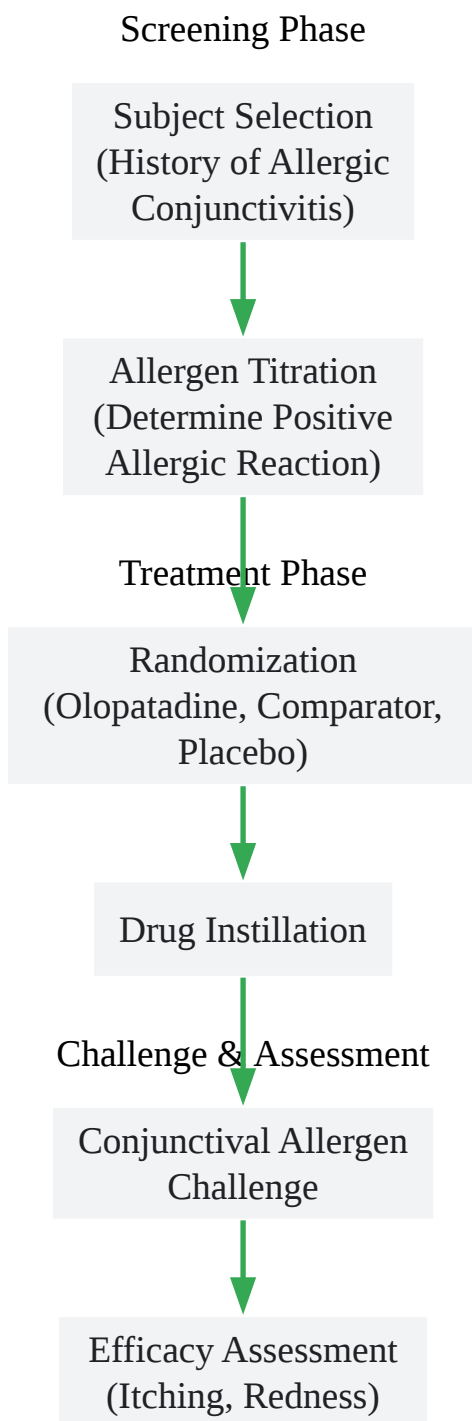 Screening Phase
Subject Selection
(History of Allergic
Conjunctivitis)
Allergen Titration
(Determine Positive
Allergic Reaction)
Treatment Phase
Randomization
(Olopatadine, Comparator,
Placebo)
Drug Instillation
Challenge & Assessment
Conjunctival Allergen
Challenge
Efficacy Assessment
(Itching, Redness)